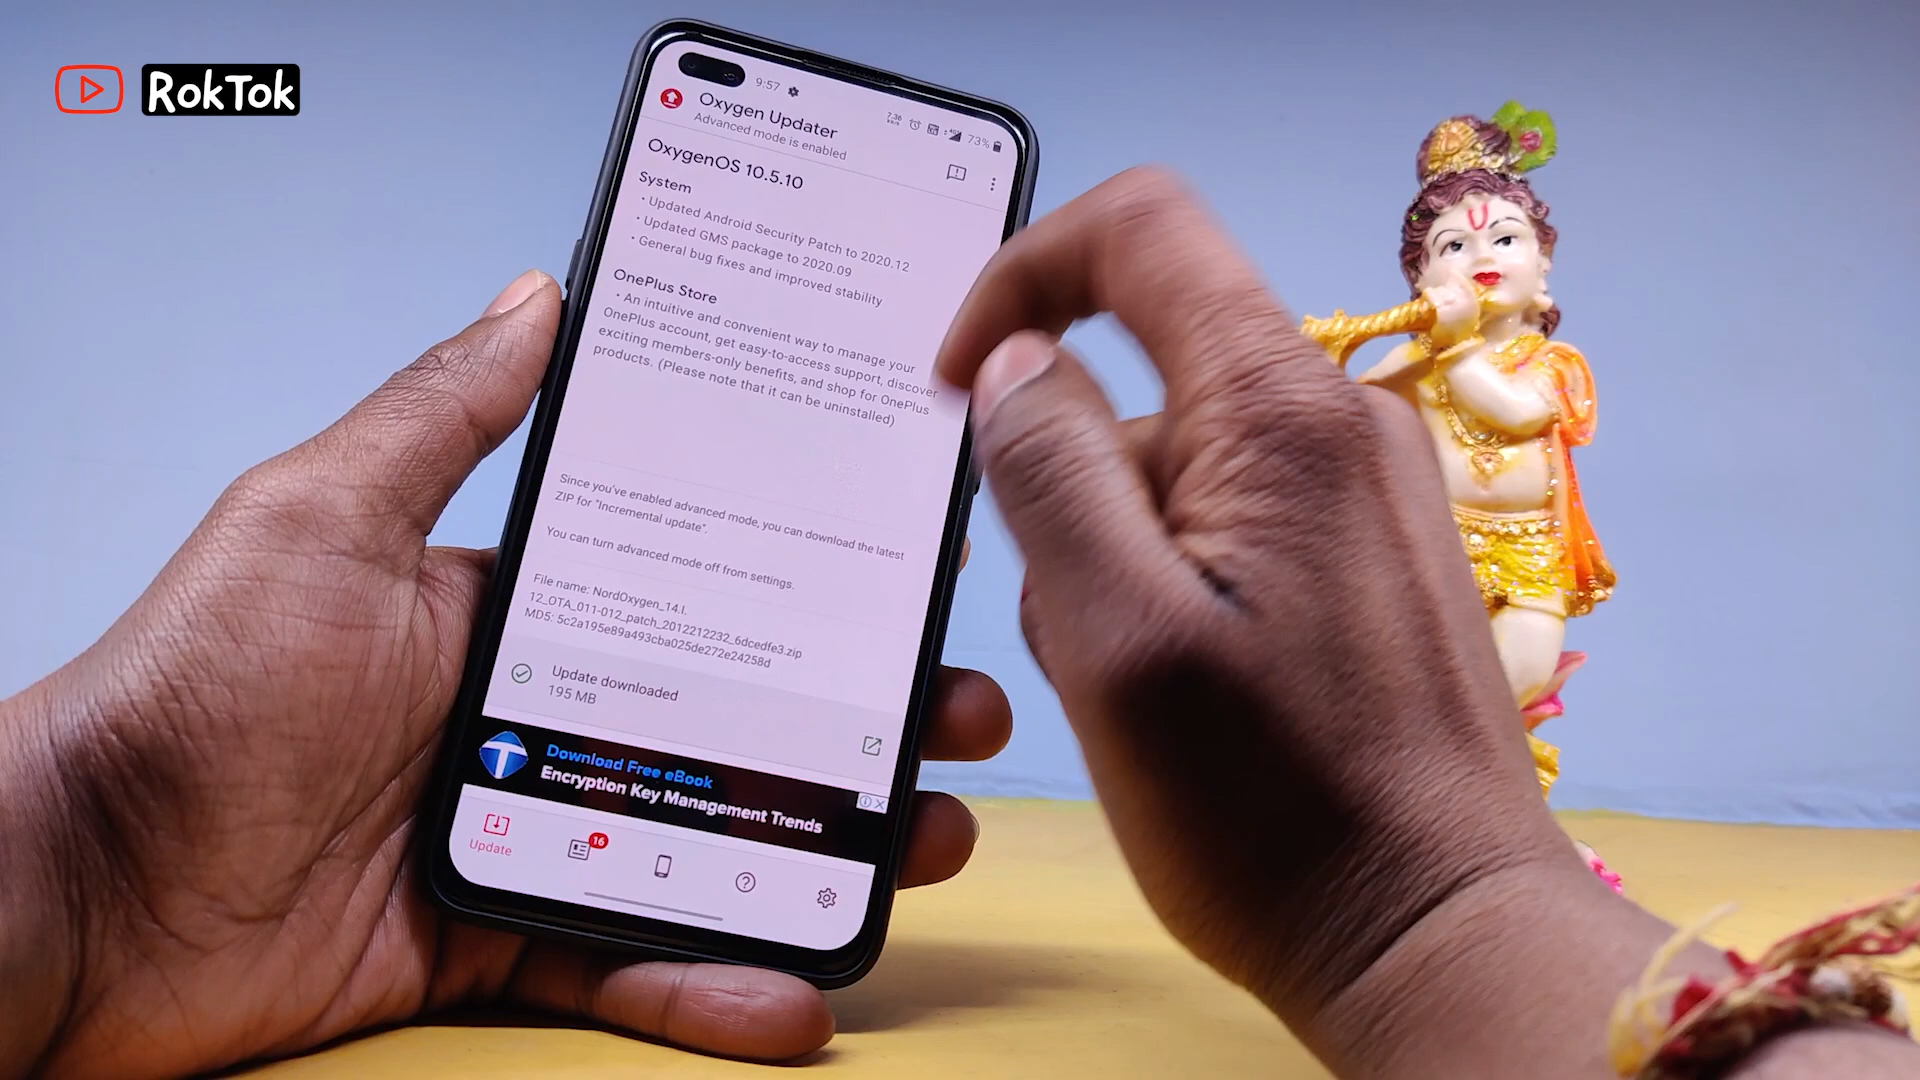 RokTok
9:57
7.36
73%
Oxygen Updater
Advanced mode is enabled
OxygenOS 10.5.10
System
• Updated Android Security Patch to 2020.12
• Updated GMS package to 2020.09
• General bug fixes and improved stability
OnePlus Store
• An intuitive and convenient way to manage your
OnePlus account, get easy-to-access support, discover
exciting members-only benefits, and shop for OnePlus
products. (Please note that it can be uninstalled)
Since you've enabled advanced mode, you can download the latest
ZIP for "Incremental update".
You can turn advanced mode off from settings.
File name: NordOxygen_14.I.
12_OTA_011-012_patch_2012212232_6dcedfe3.zip
MD5: 5c2a195e89a493cba025de272e24258d
Update downloaded
195 MB
Download Free eBook
Encryption Key Management Trends
Update
16